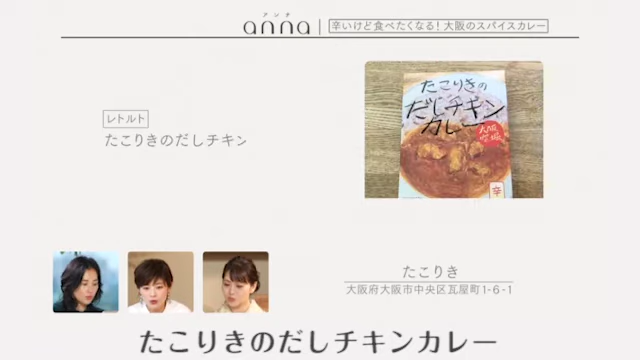 アンナ
anna
辛いけど食べたくなる!大阪のスパイスカレー
たこりきの
だしチキン
カレー
大阪
空堀
辛
レトルト
たこりきのだしチキン
たこりき
大阪府大阪市中央区瓦屋町1-6-1
たこりきのだしチキンカレー